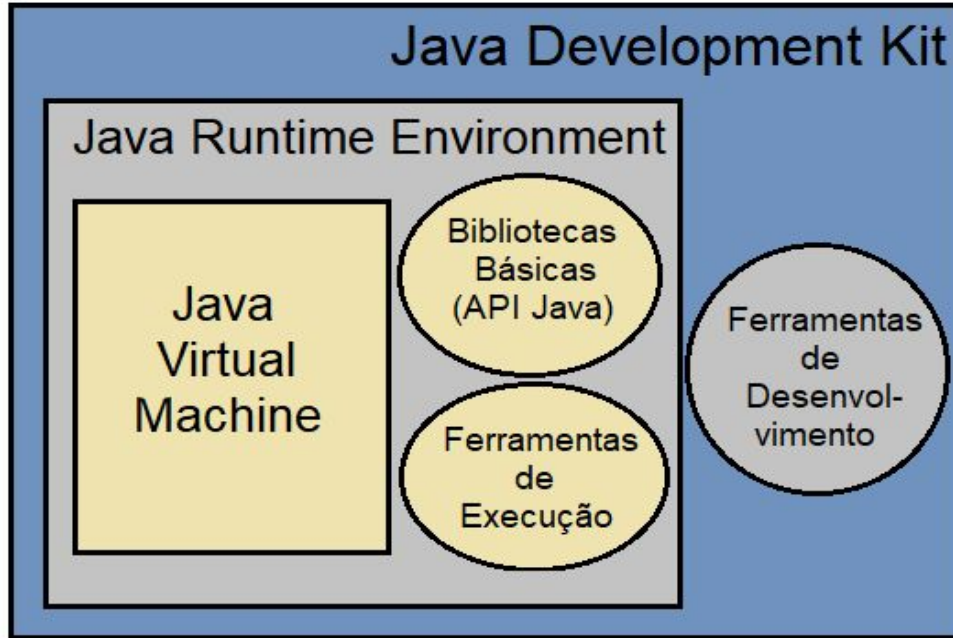 Java Development Kit
Java Runtime Environment
Java
Virtual
Machine
Bibliotecas
Básicas
(API Java)
Ferramentas
de
Execução
Ferramentas
de
Desenvol-
vimento